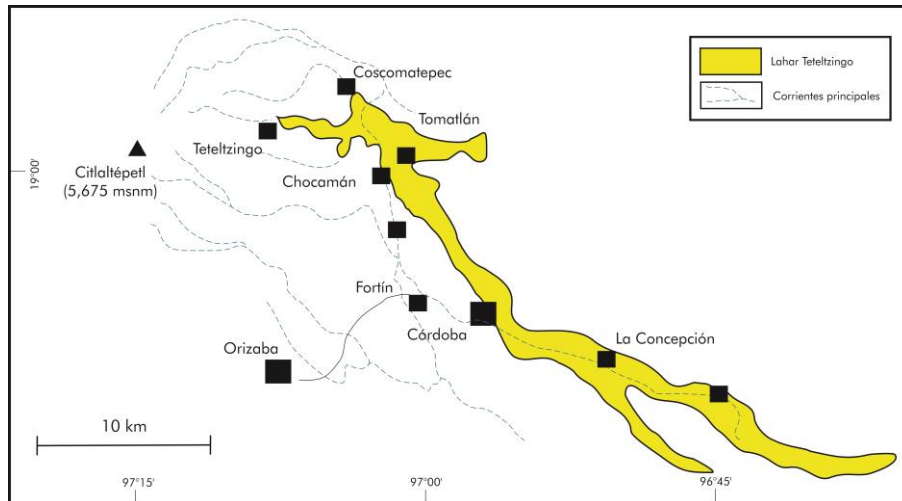 Coscomatepec
Lahar Teteltzingo
Corrientes principales
Tomatlán
Teteltzingo
Citlaltépetl
(5,675 msnm)
19°00'
Chocamán
Fortín
Córdoba
Orizaba
La Concepción
10 km
97°15'
97°00'
96°45'